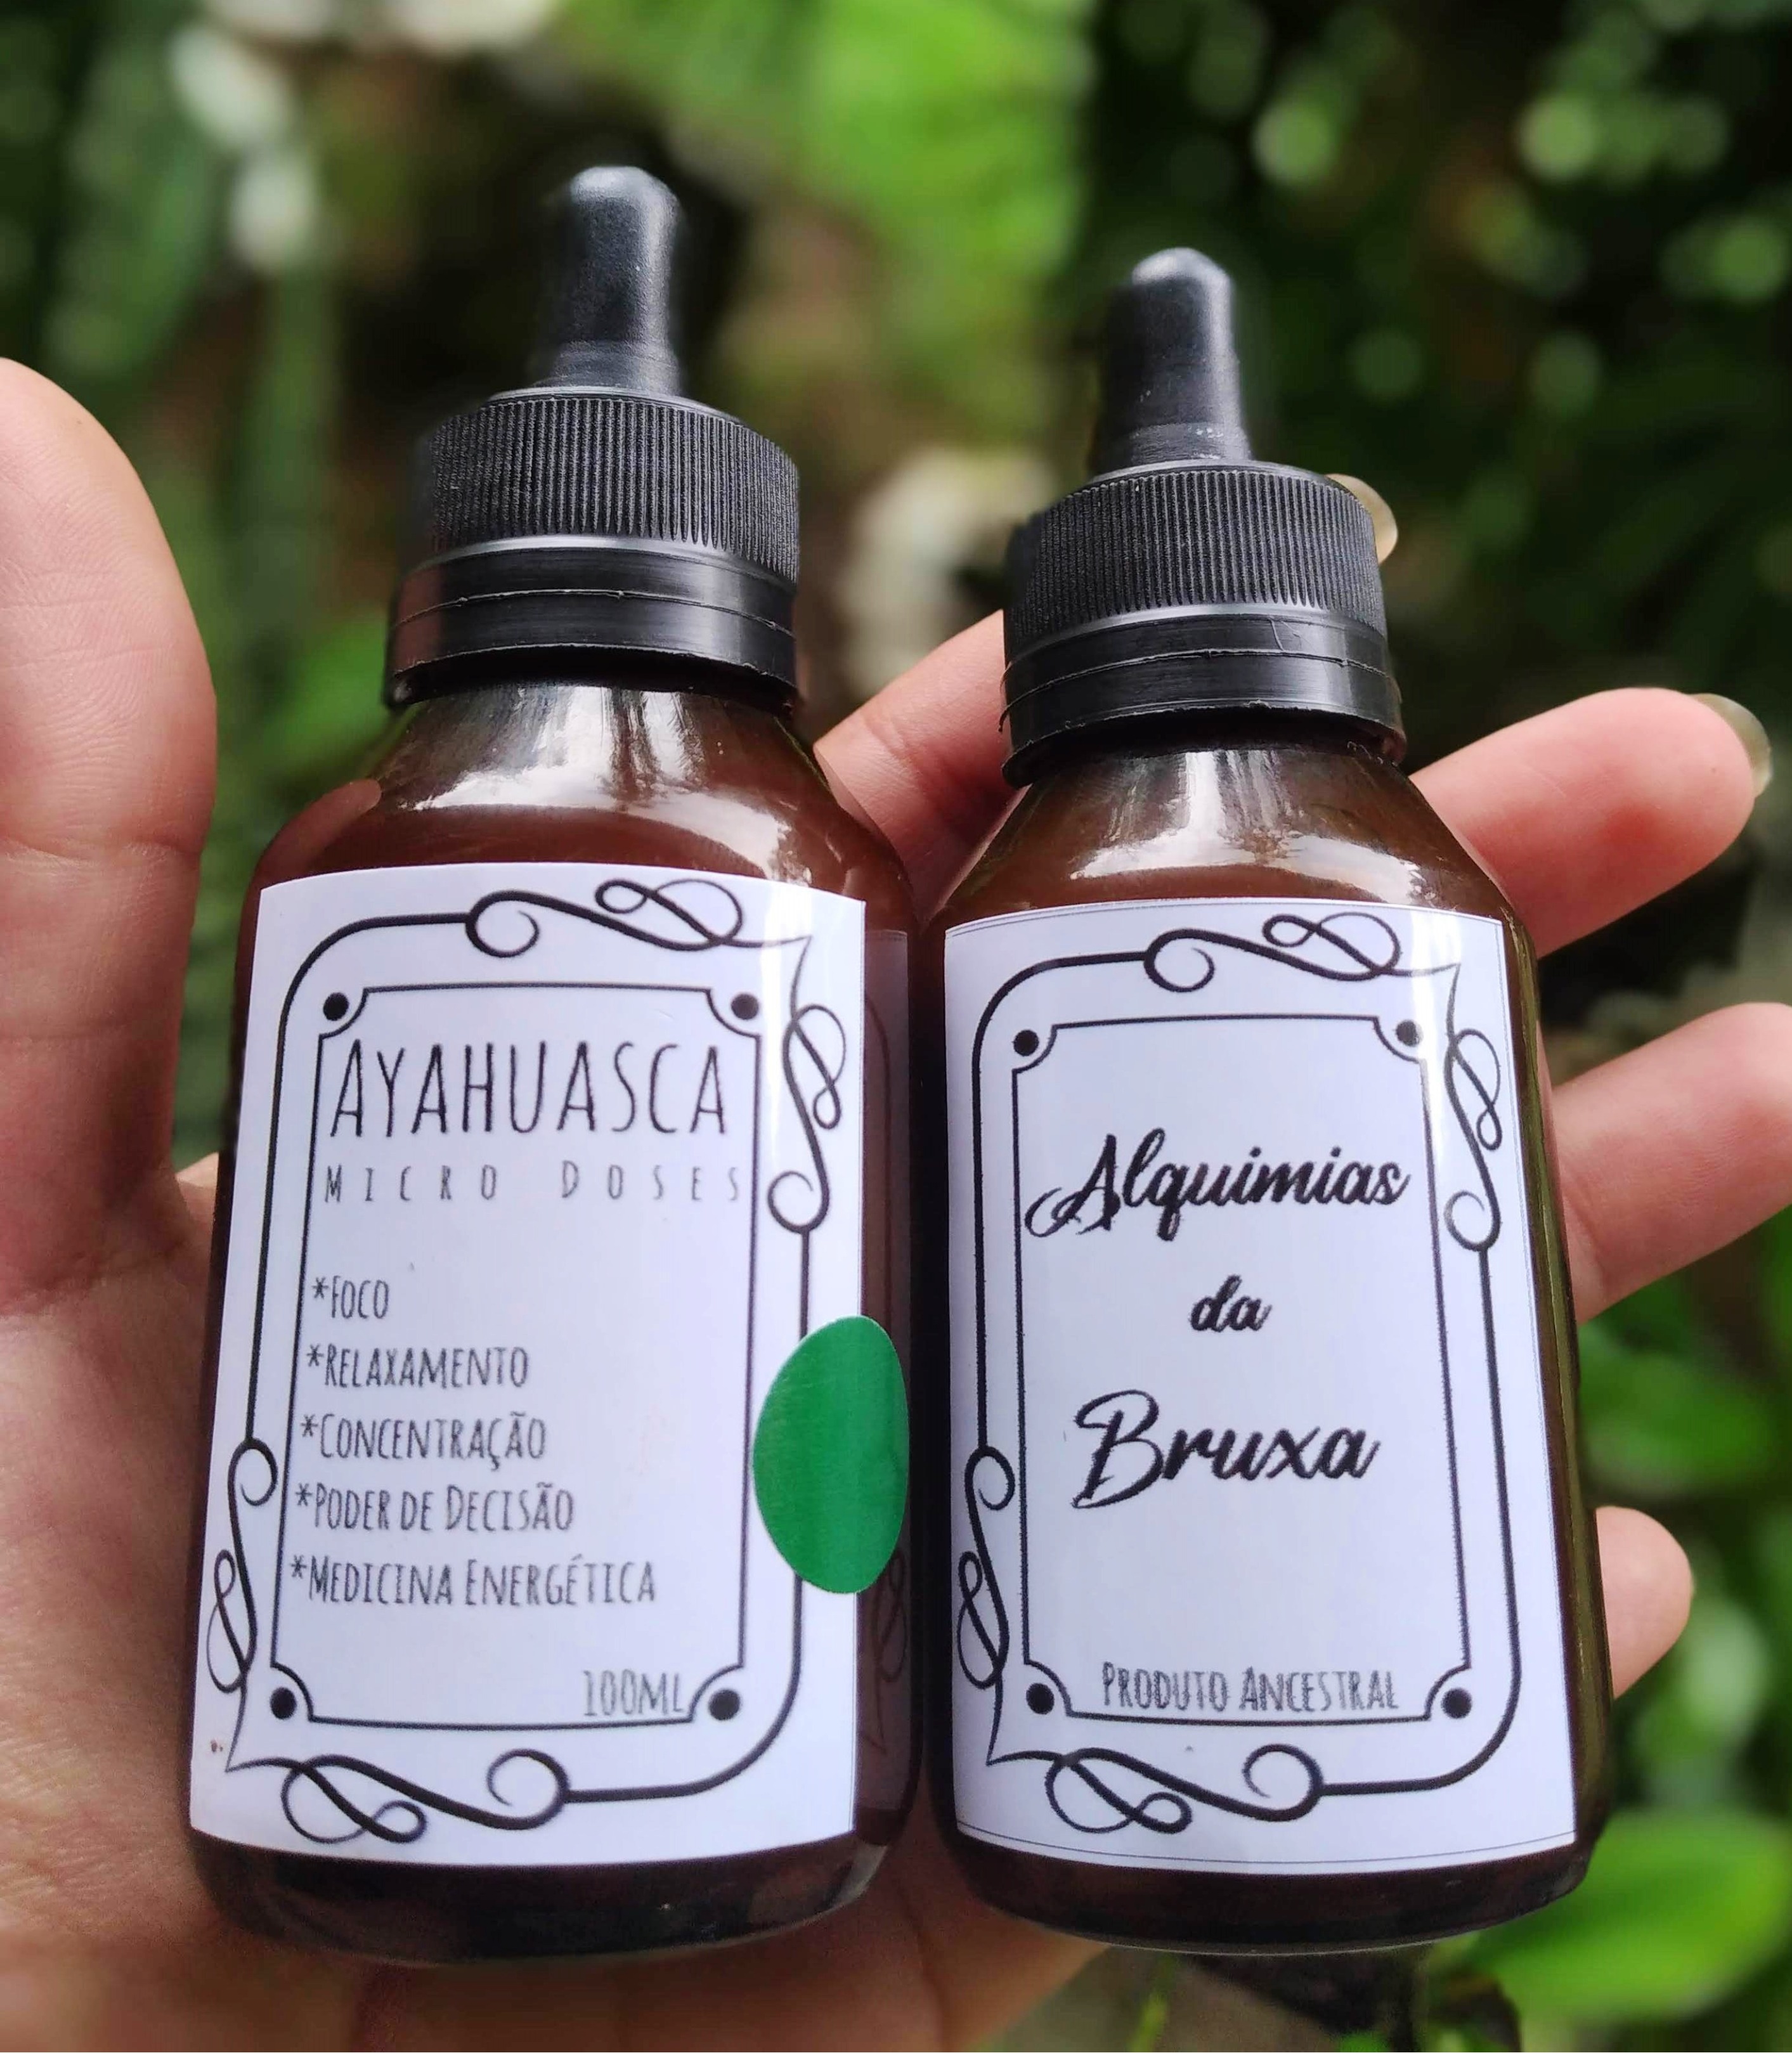 AYAHUASCA
MICRO DOSES
*FOCO
*RELAXAMENTO
*CONCENTRAÇÃO
*PODER DE DECISÃO
*MEDICINA ENERGÉTICA
100ML
Alquimias
da
Bruxa
PRODUTO ANCESTRAL